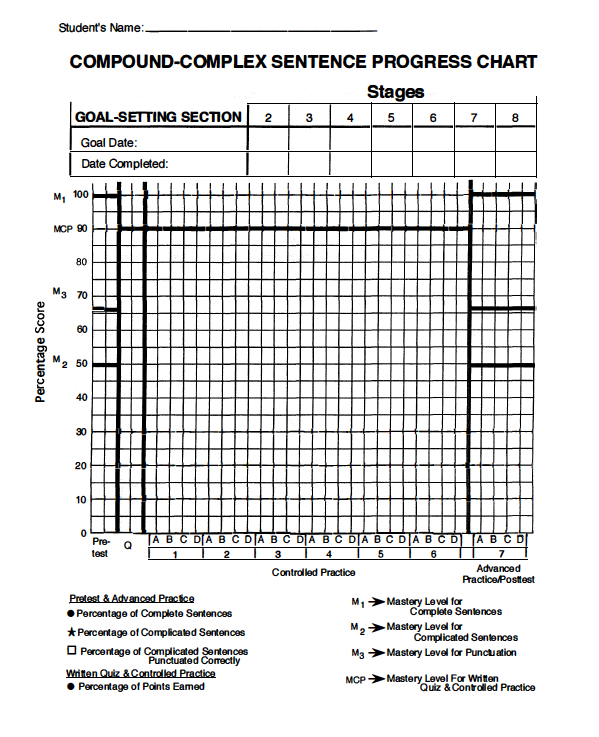 Student's Name:
COMPOUND-COMPLEX SENTENCE PROGRESS CHART
Stages
GOAL-SETTING SECTION 2 3 4 5 6 7 8
Goal Date:
Date Completed:
M1 100
MCP 90
80
M3 70
60
M2 50
40
30
20
10
0
Percentage Score
Pre-test Q A B C D A B C D A B C D A B C D A B C D A B C D A B C D
1 2 3 4 5 6 7
Controlled Practice
Advanced
Practice/Posttest
Pretest & Advanced Practice
● Percentage of Complete Sentences
★ Percentage of Complicated Sentences
□ Percentage of Complicated Sentences
Punctuated Correctly
Written Quiz & Controlled Practice
● Percentage of Points Earned
M1 → Mastery Level for
Complete Sentences
M2 → Mastery Level for
Complicated Sentences
M3 → Mastery Level for Punctuation
MCP → Mastery Level For Written
Quiz & Controlled Practice